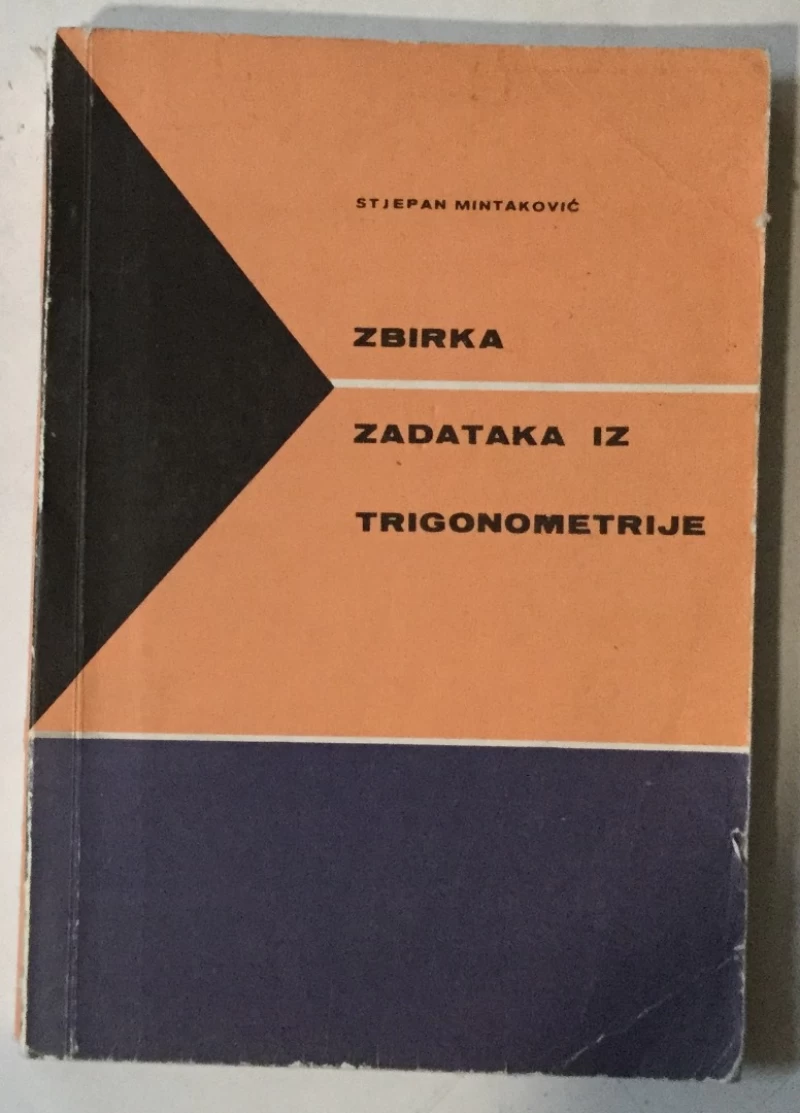 STJEPAN MINTAKOVIĆ
ZBIRKA
ZADATAKA IZ
TRIGONOMETRIJE